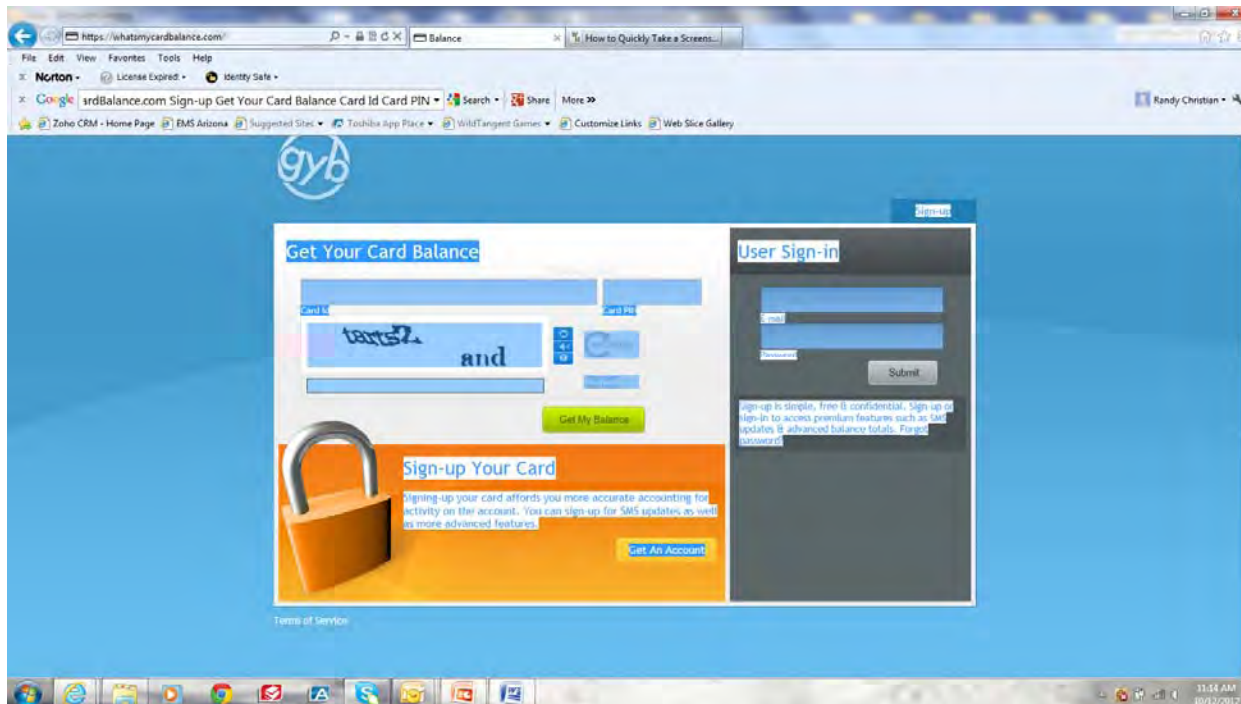 https://whatsmycardbalance.com/
Balance
How to Quickly Take a Screens...
File Edit View Favorites Tools Help
Norton
License Expired
Identity Safe
Google
ardBalance.com Sign-up Get Your Card Balance Card Id Card PIN
Search
Share
More »
Randy Christian
Zoho CRM - Home Page
EMS Arizona
Suggested Sites
Toshiba App Place
WildTangent Games
Customize Links
Web Slice Gallery
gyb
Sign-up
Get Your Card Balance
User Sign-in
Card Id
Card PIN
E-mail
and
Password
Submit
Get My Balance
Sign-up is simple, free & confidential. Sign up or
sign-in to access premium features such as SMS
updates & advanced balance totals. Forgot
password?
Sign-up Your Card
Signing-up your card affords you more accurate accounting for
activity on the account. You can sign-up for SMS updates as well
as more advanced features.
Get An Account
Terms of Service
11:14 AM
10/12/2012